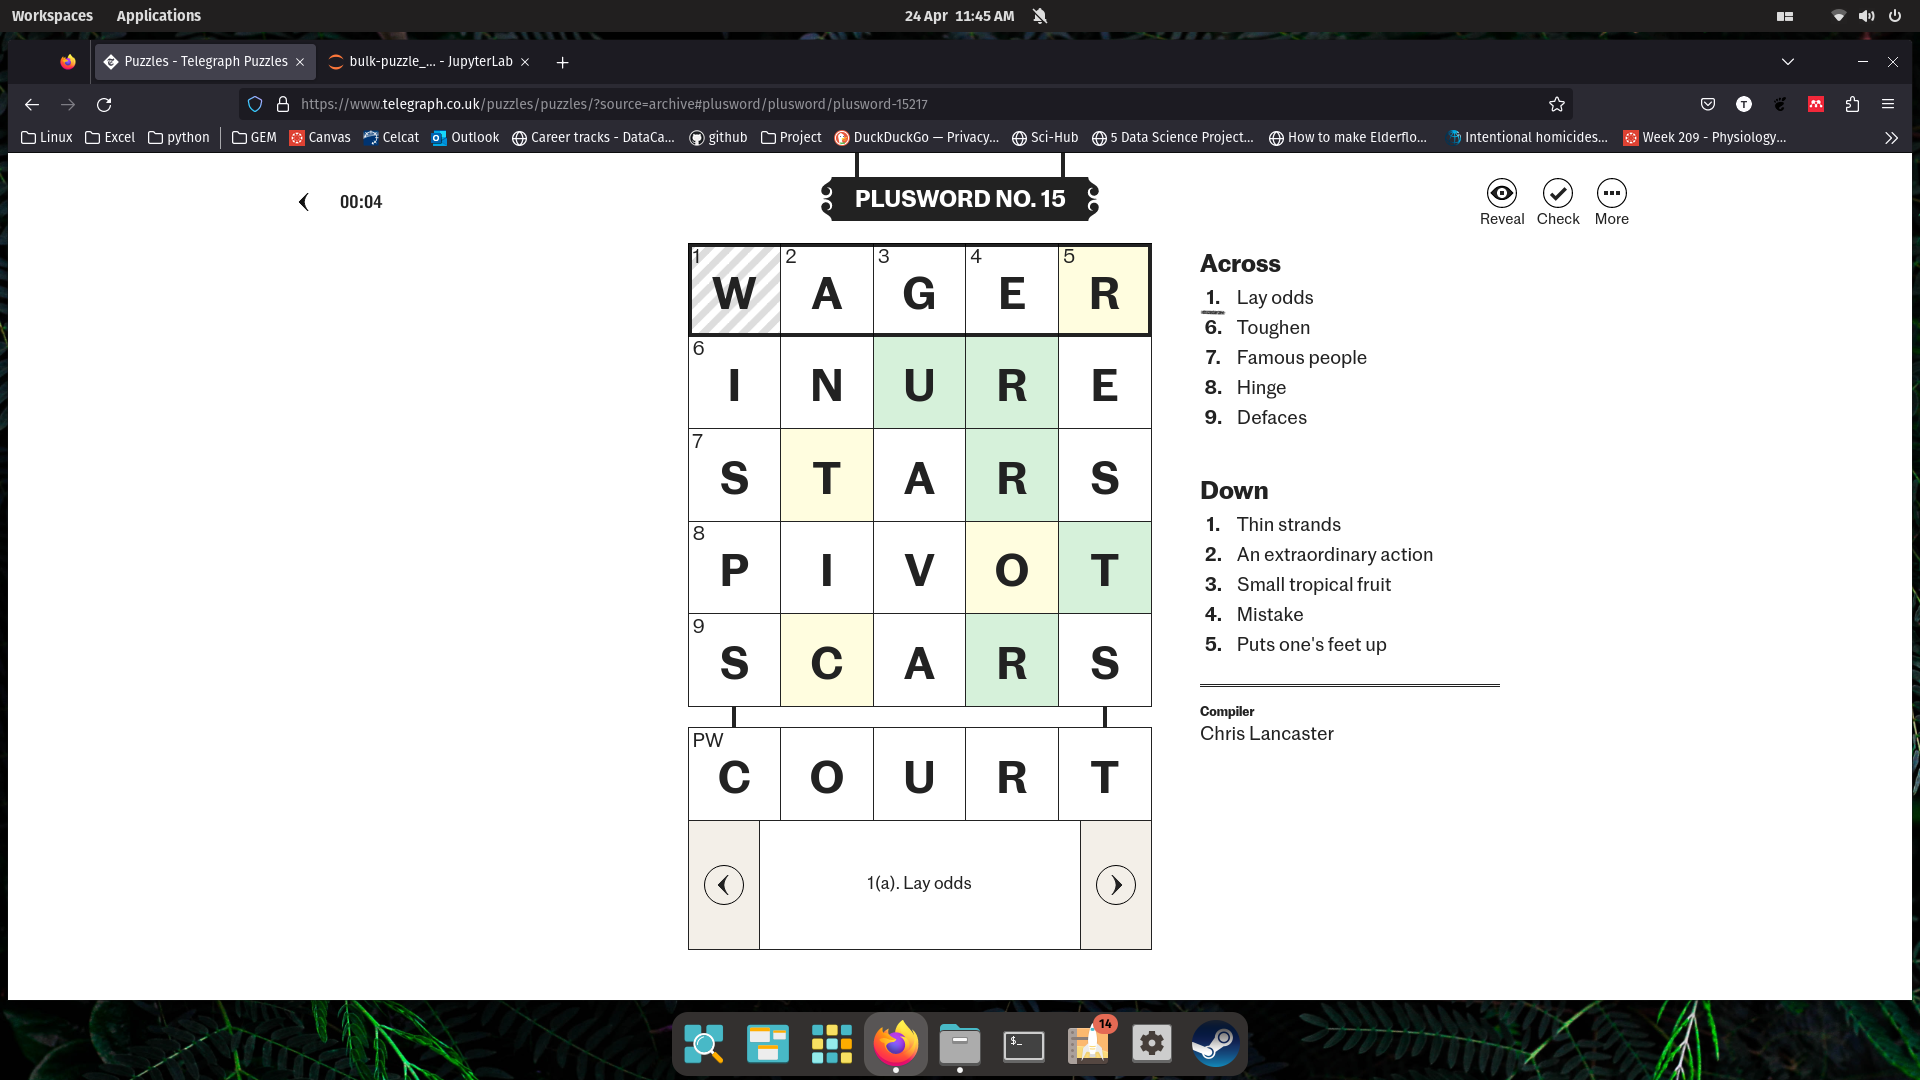 Workspaces Applications 24 Apr 11:45 AM
Puzzles - Telegraph Puzzles bulk-puzzle_... - JupyterLab
https://www.telegraph.co.uk/puzzles/puzzles/?source=archive#plusword/plusword/plusword-15217
Linux Excel python GEM Canvas Celcat Outlook Career tracks - DataCa... github Project DuckDuckGo — Privacy,... Sci-Hub 5 Data Science Project... How to make Elderflo... Intentional homicides... Week 209 - Physiology...
00:04
PLUSWORD NO. 15
Reveal Check More
1 W 2 A 3 G 4 E 5 R
6 I N U R E
7 S T A R S
8 P I V O T
9 S C A R S
PW C O U R T
1(a). Lay odds
Across
1. Lay odds
6. Toughen
7. Famous people
8. Hinge
9. Defaces
Down
1. Thin strands
2. An extraordinary action
3. Small tropical fruit
4. Mistake
5. Puts one's feet up
Compiler
Chris Lancaster
$_
14